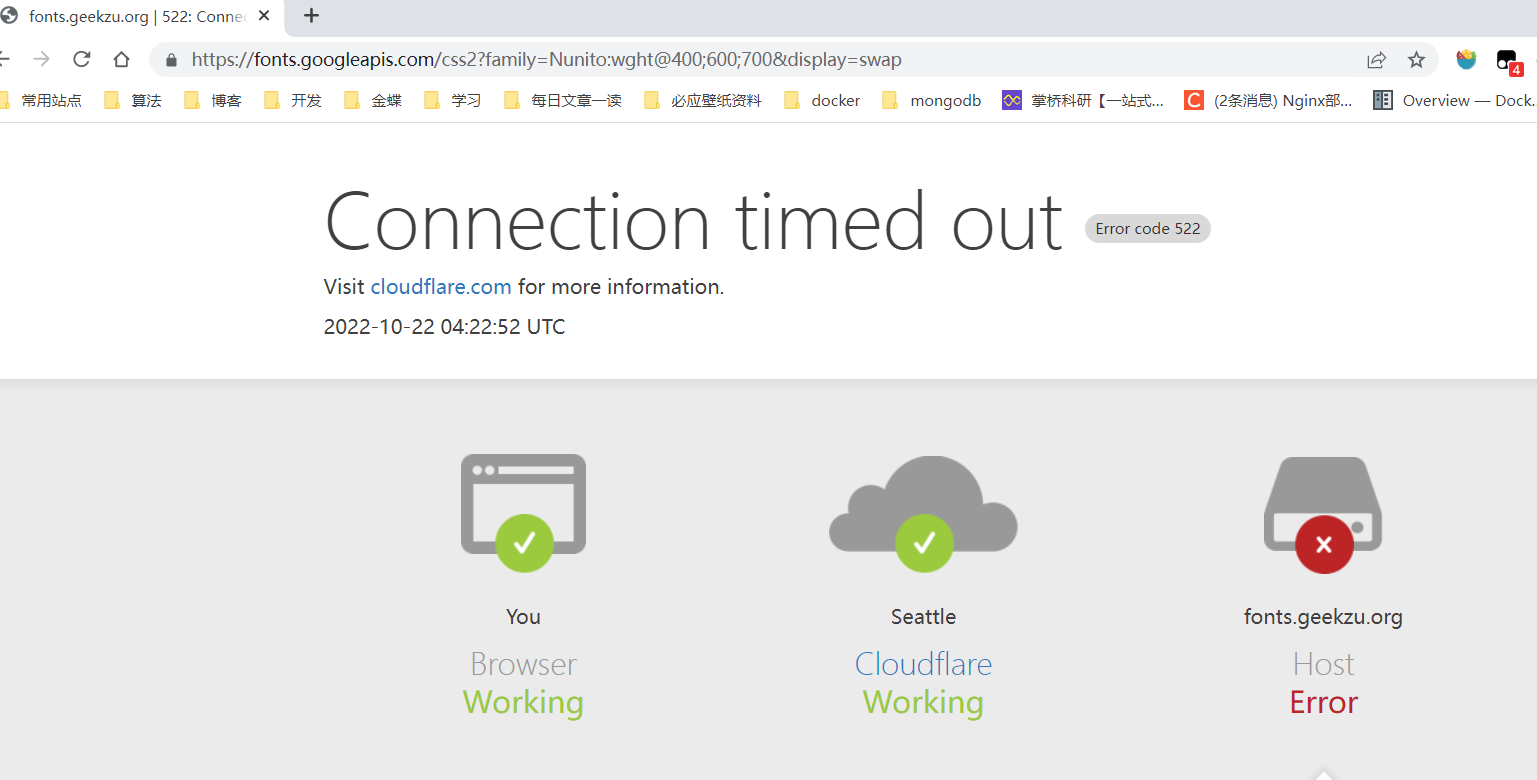 fonts.geekzu.org | 522: Conne
https://fonts.googleapis.com/css2?family=Nunito:wght@400;600;700&display=swap
4
常用站点 算法 博客 开发 金蝶 学习 每日文章一读 必应壁纸资料 docker mongodb 掌桥科研【一站式... C (2条消息) Nginx部... Overview — Dock...
Connection timed out Error code 522
Visit cloudflare.com for more information.
2022-10-22 04:22:52 UTC
You Seattle fonts.geekzu.org
Browser Cloudflare Host
Working Working Error